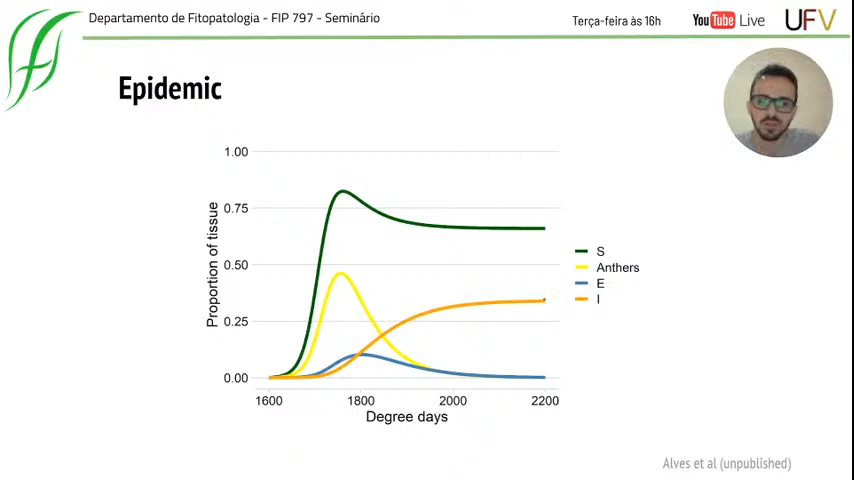 Departamento de Fitopatologia - FIP 797 - Seminário
Terça-feira às 16h
YouTube Live
UFV
Epidemic
1.00
0.75
0.50
0.25
0.00
Proportion of tissue
1600 1800 2000 2200
Degree days
S
Anthers
E
I
Alves et al (unpublished)